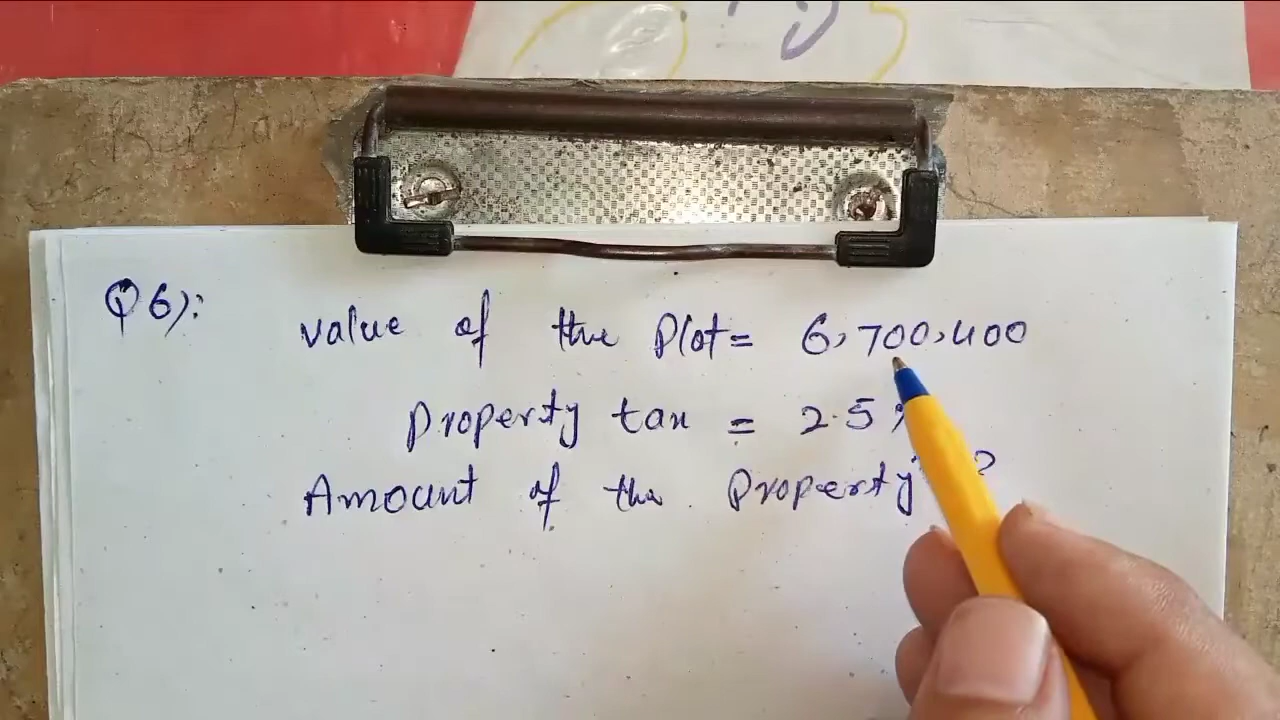 Q6):
value of the Plot = 6,700,400
Property tax = 2.5%
Amount of the Property ?